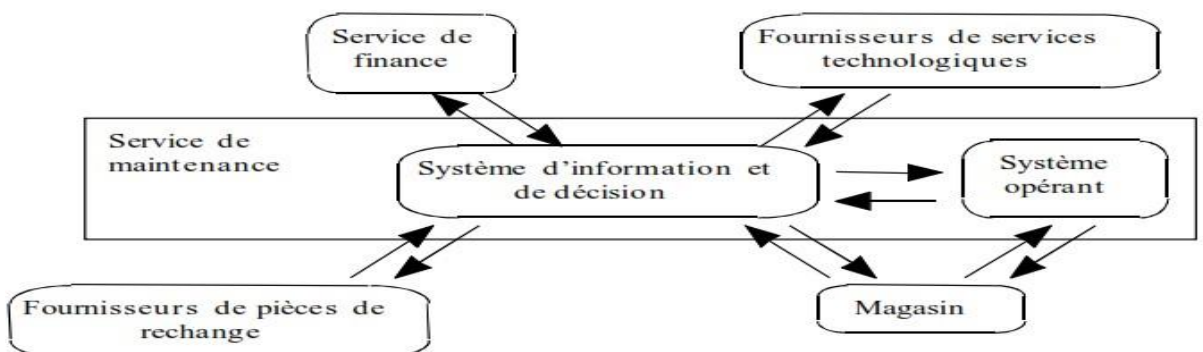 Service de
finance
Fournisseurs de services
technologiques
Service de
maintenance
Système d'information et
de décision
Système
opérant
Fournisseurs de pièces de
rechange
Magasin